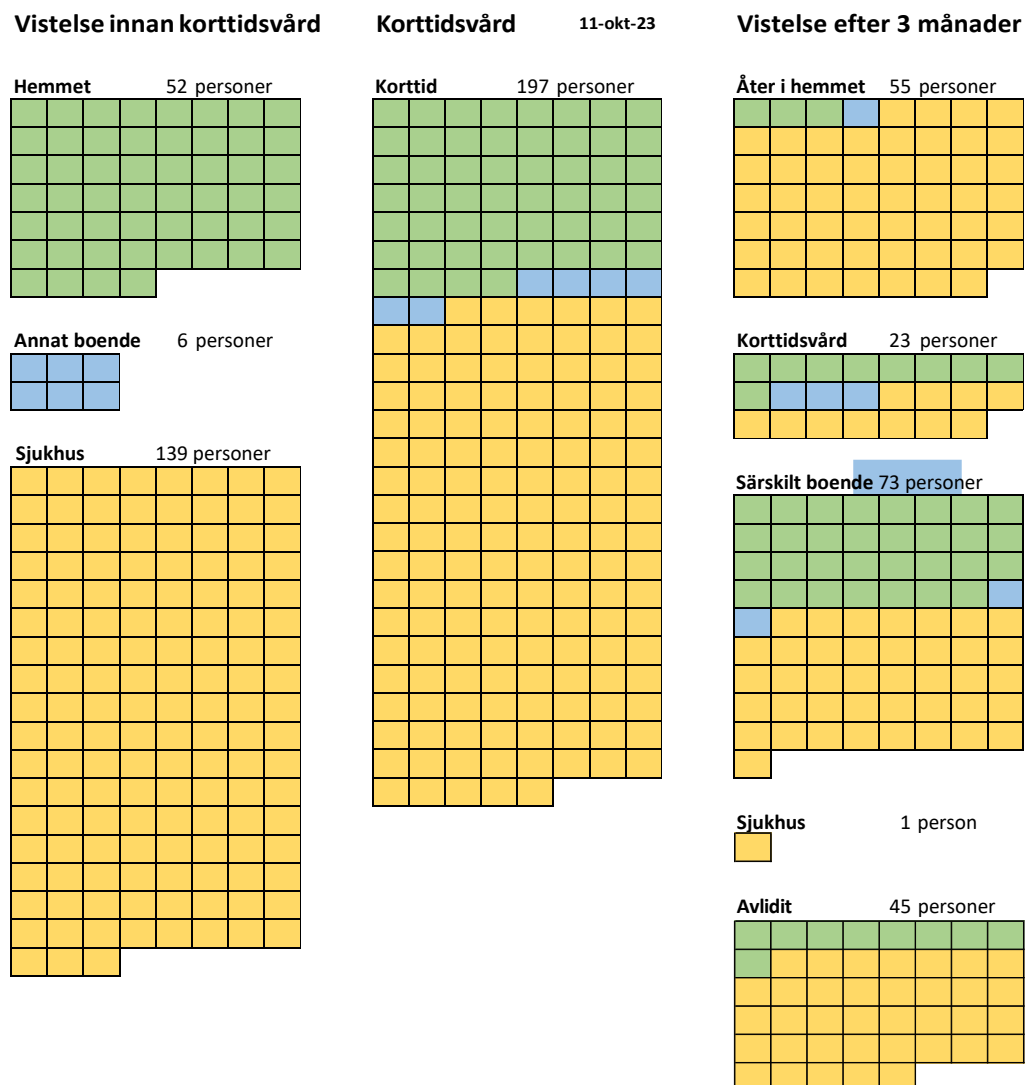 Vistelse innan korttidsvård
Hemmet 52 personer
Annat boende 6 personer
Sjukhus 139 personer
Korttidsvård 11-okt-23
Korttid 197 personer
Vistelse efter 3 månader
Åter i hemmet 55 personer
Korttidsvård 23 personer
Särskilt boende 73 personer
Sjukhus 1 person
Avlidit 45 personer